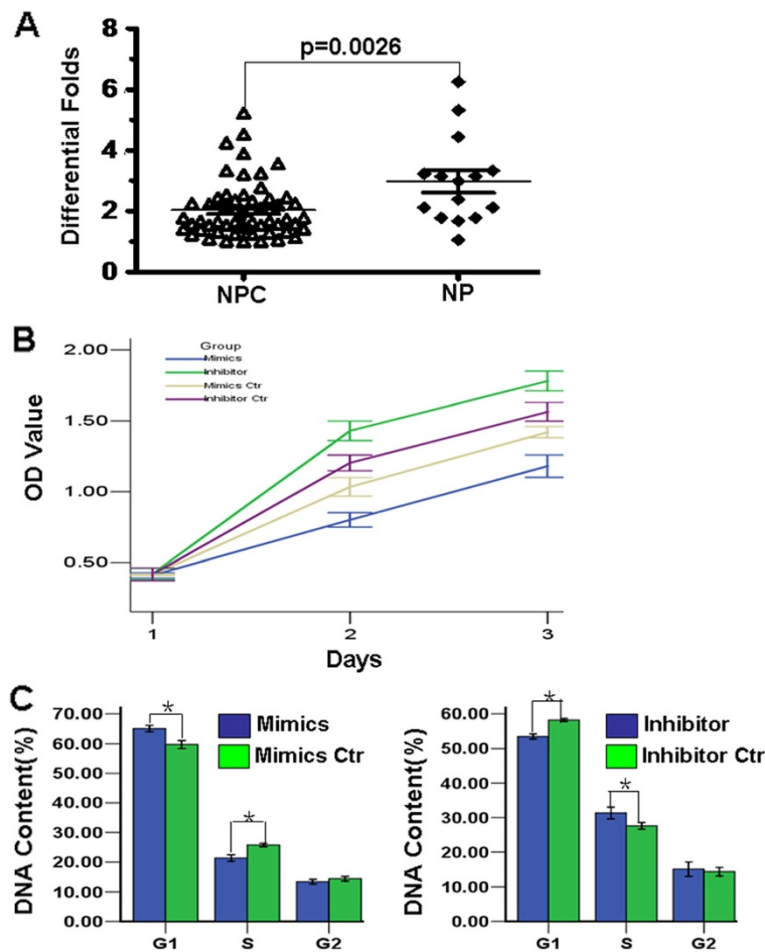 A
8
p=0.0026
6
4
2
0
Differential Folds
NPC NP
B
2.00
1.50
1.00
0.50
OD Value
Group
Mimics
Inhibitor
Mimics Ctr
Inhibitor Ctr
1 2 3
Days
C
70.00
60.00
50.00
40.00
30.00
20.00
10.00
0.00
DNA Content(%)
*
*
Mimics
Mimics Ctr
G1 S G2
60.00
50.00
40.00
30.00
20.00
10.00
0.00
DNA Content(%)
*
*
Inhibitor
Inhibitor Ctr
G1 S G2